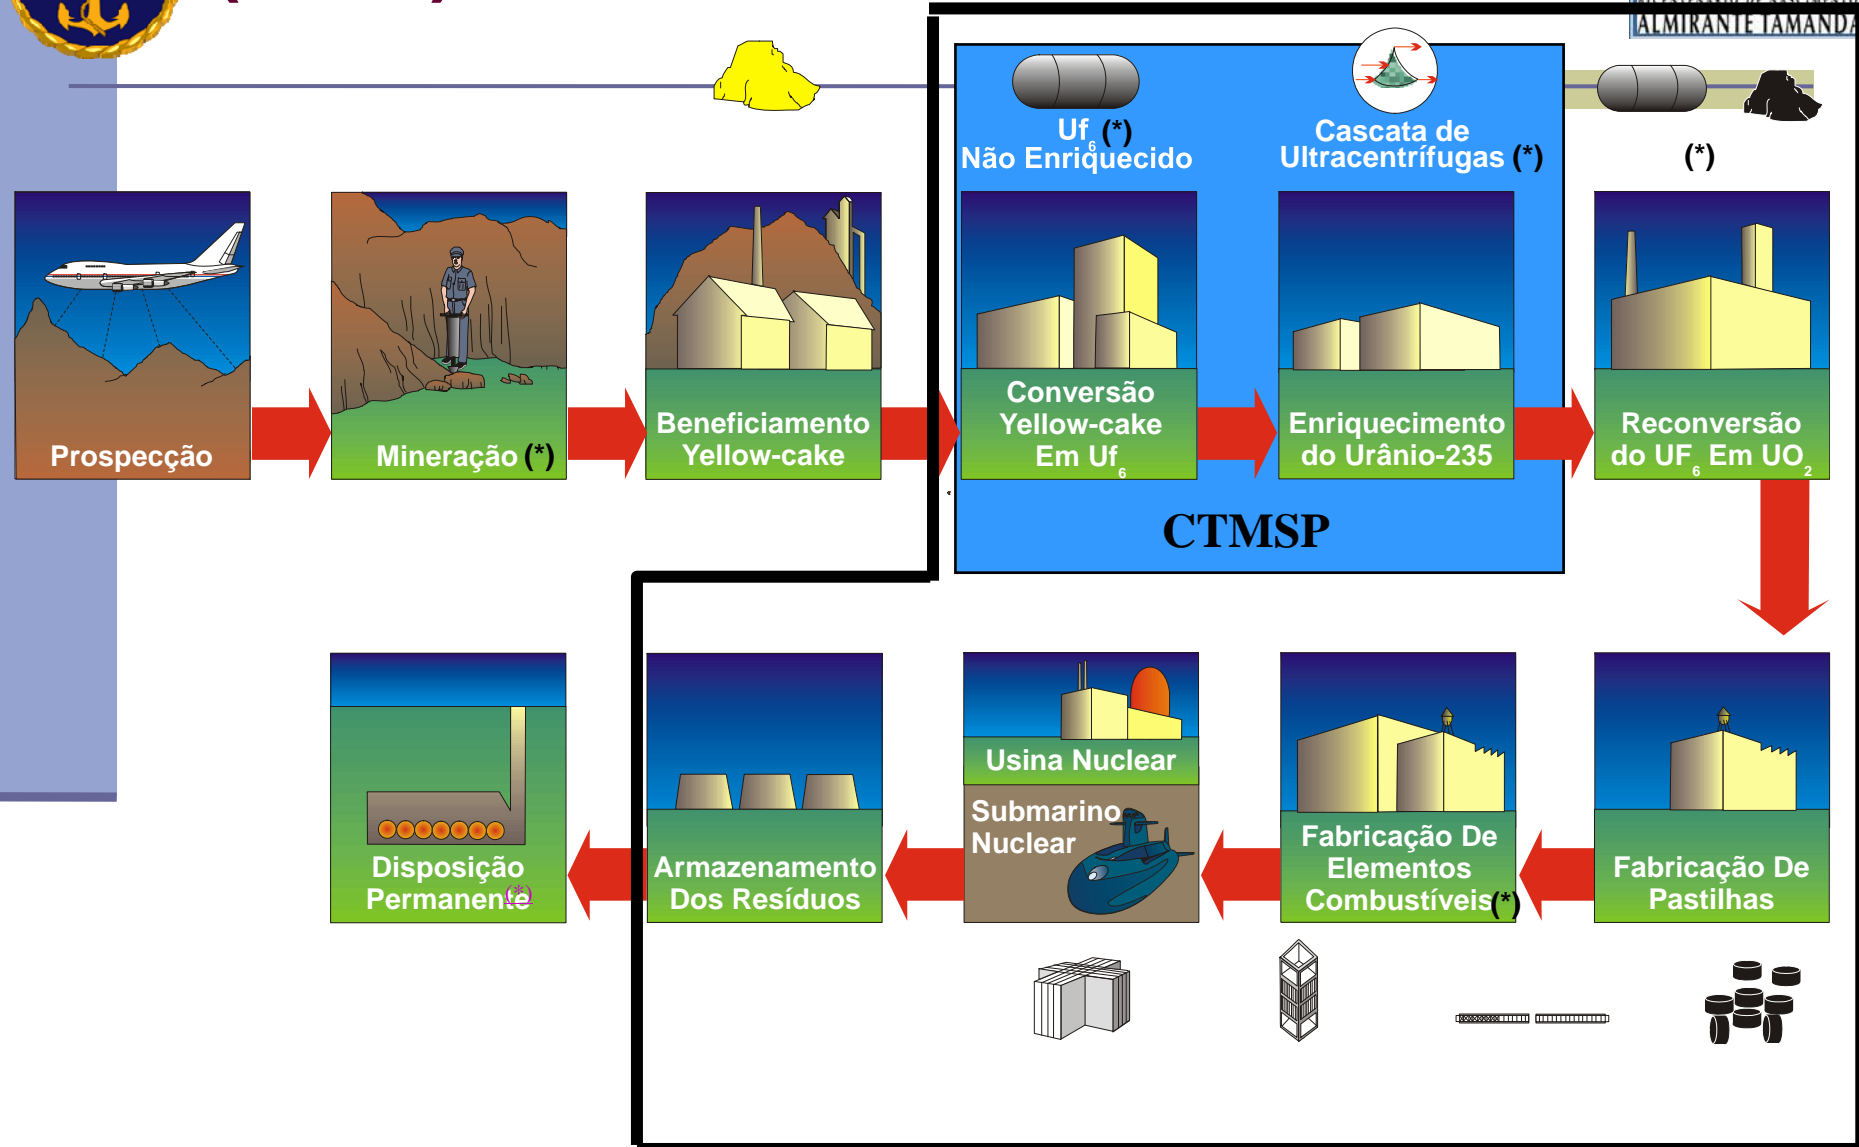 ALMIRANTE TAMANDA
Uf6 (*)
Não Enriquecido
Cascata de
Ultracentrífugas (*)
(*)
Prospecção
Mineração (*)
Beneficiamento
Yellow-cake
Conversão
Yellow-cake
Em Uf6
Enriquecimento
do Urânio-235
Reconversão
do UF6 Em UO2
CTMSP
Disposição
Permanente(*)
Armazenamento
Dos Resíduos
Usina Nuclear
Submarino
Nuclear
Fabricação De
Elementos
Combustíveis(*)
Fabricação De
Pastilhas